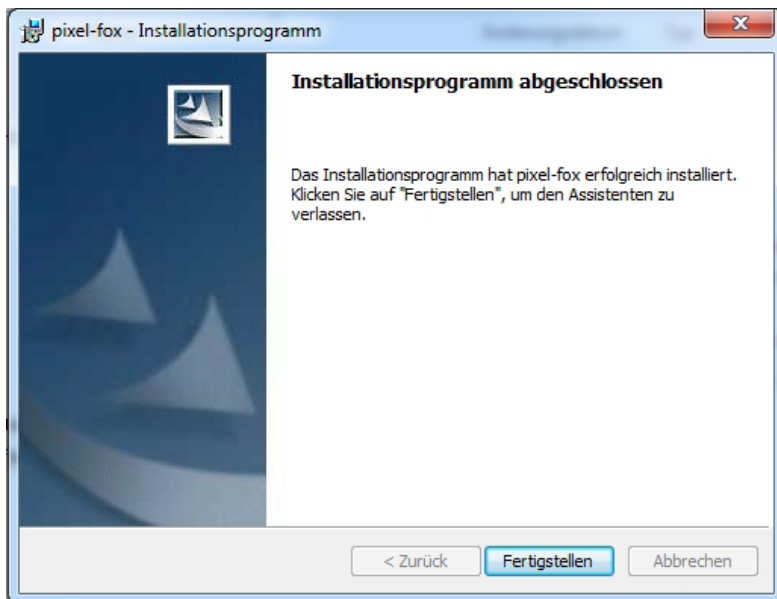 pixel-fox - Installationsprogramm
Installationsprogramm abgeschlossen
Das Installationsprogramm hat pixel-fox erfolgreich installiert.
Klicken Sie auf "Fertigstellen", um den Assistenten zu
verlassen.
< Zurück Fertigstellen Abbrechen